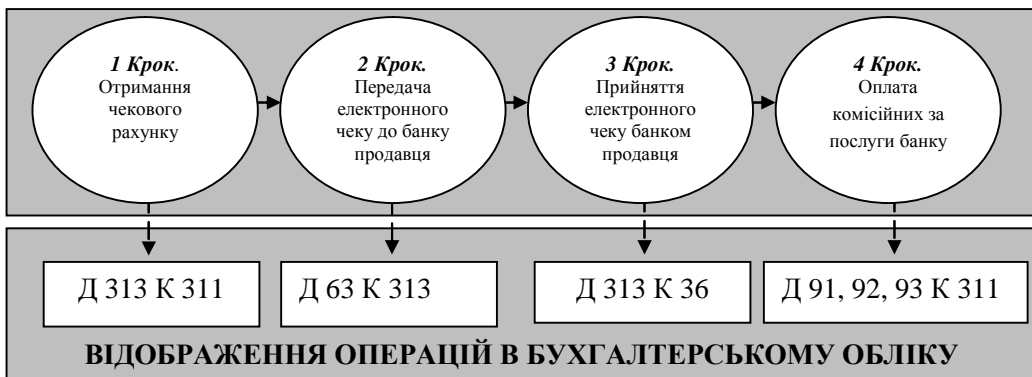 1 Крок.
Отримання
чекового
рахунку
2 Крок.
Передача
електронного
чеку до банку
продавця
3 Крок.
Прийняття
електронного
чеку банком
продавця
4 Крок.
Оплата
комісійних за
послуги банку
Д 313 К 311
Д 63 К 313
Д 313 К 36
Д 91, 92, 93 К 311
ВІДОБРАЖЕННЯ ОПЕРАЦІЙ В БУХГАЛТЕРСЬКОМУ ОБЛІКУ